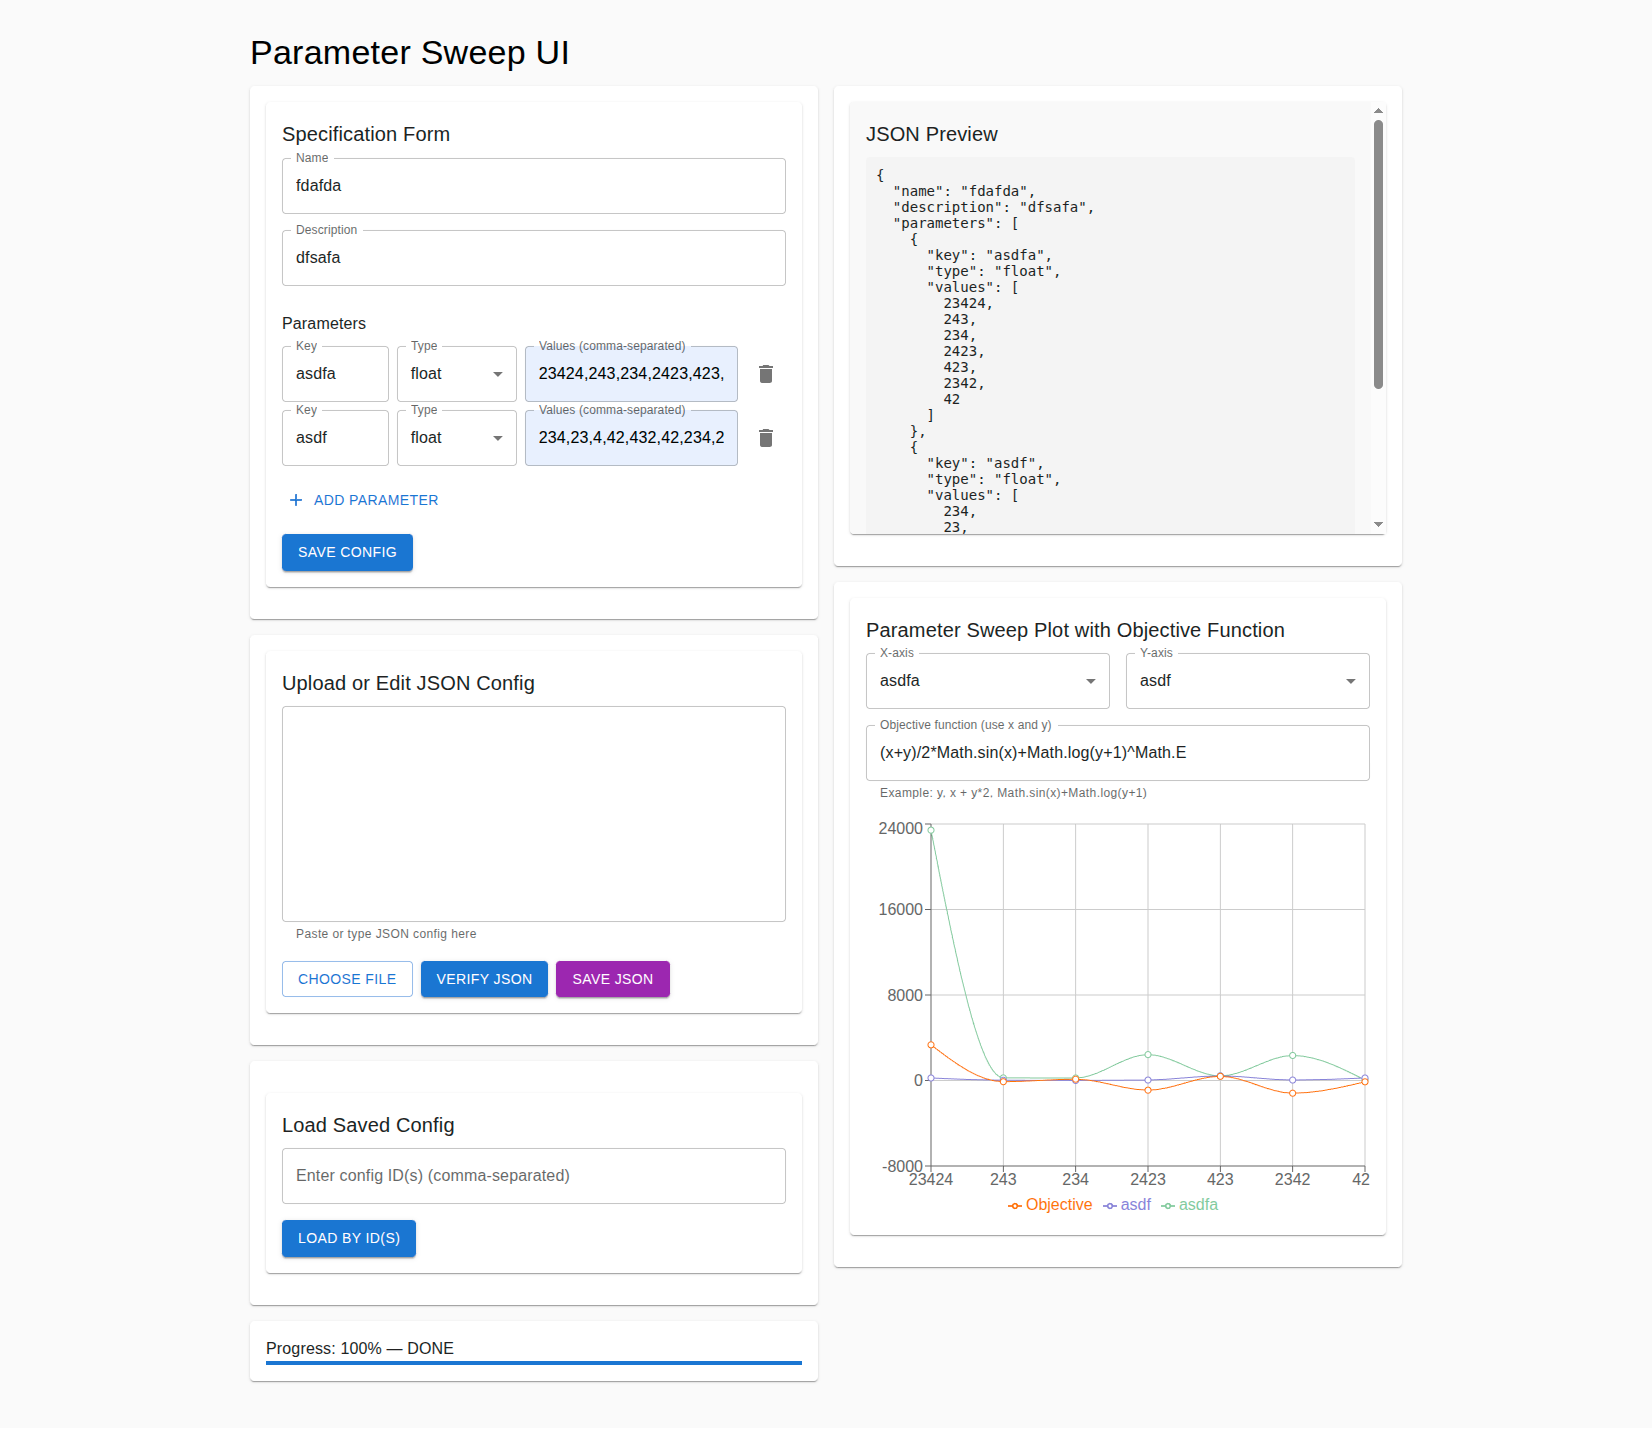 Parameter Sweep UI
Specification Form
Name
fdafda
Description
dfsafa
Parameters
Key
Type
Values (comma-separated)
asdfa
float
23424,243,234,2423,423,
Key
Type
Values (comma-separated)
asdf
float
234,23,4,42,432,42,234,2
ADD PARAMETER
SAVE CONFIG
Upload or Edit JSON Config
Paste or type JSON config here
CHOOSE FILE
VERIFY JSON
SAVE JSON
Load Saved Config
Enter config ID(s) (comma-separated)
LOAD BY ID(S)
Progress: 100% — DONE
JSON Preview
{
  "name": "fdafda",
  "description": "dfsafa",
  "parameters": [
    {
      "key": "asdfa",
      "type": "float",
      "values": [
        23424,
        243,
        234,
        2423,
        423,
        2342,
        42
      ]
    },
    {
      "key": "asdf",
      "type": "float",
      "values": [
        234,
        23,
Parameter Sweep Plot with Objective Function
X-axis
Y-axis
asdfa
asdf
Objective function (use x and y)
(x+y)/2*Math.sin(x)+Math.log(y+1)^Math.E
Example: y, x + y*2, Math.sin(x)+Math.log(y+1)
24000
16000
8000
0
-8000
23424 243 234 2423 423 2342 42
Objective asdf asdfa